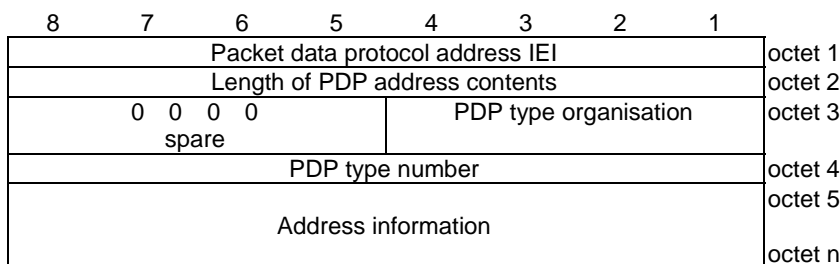 8 7 6 5 4 3 2 1
Packet data protocol address IEI octet 1
Length of PDP address contents octet 2
0 0 0 0 PDP type organisation octet 3
spare
PDP type number octet 4
octet 5
Address information
octet n